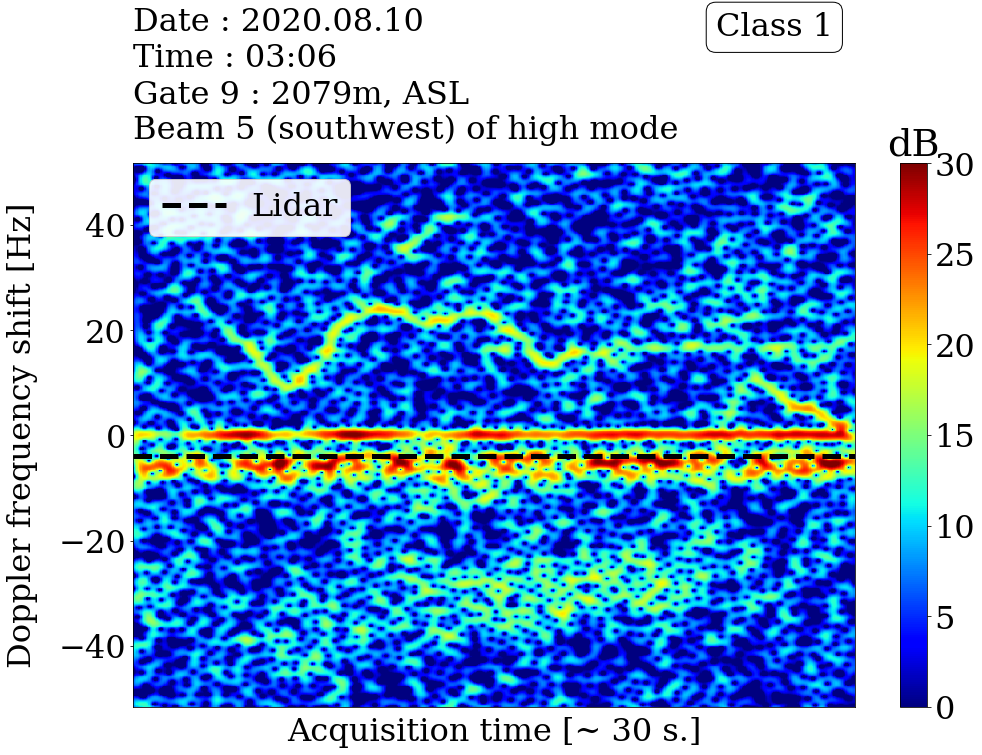 Date : 2020.08.10
Class 1
Time : 03:06
Gate 9 : 2079m, ASL
Beam 5 (southwest) of high mode
dB
Lidar
Doppler frequency shift [Hz]
40
20
0
−20
−40
30
25
20
15
10
5
0
Acquisition time [~ 30 s.]